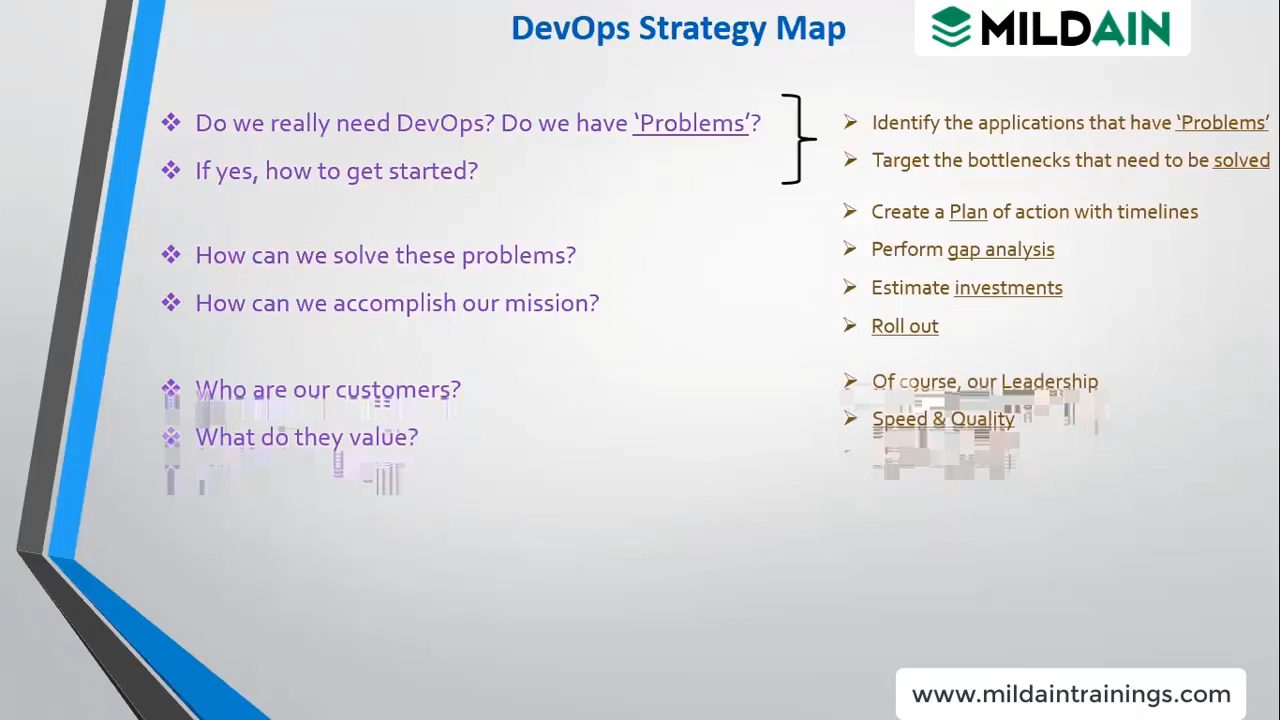 DevOps Strategy Map
MILDAIN
Do we really need DevOps? Do we have ‘Problems’?
If yes, how to get started?
How can we solve these problems?
How can we accomplish our mission?
Who are our customers?
What do they value?
Identify the applications that have ‘Problems’
Target the bottlenecks that need to be solved
Create a Plan of action with timelines
Perform gap analysis
Estimate investments
Roll out
Of course, our Leadership
Speed & Quality
www.mildaintrainings.com